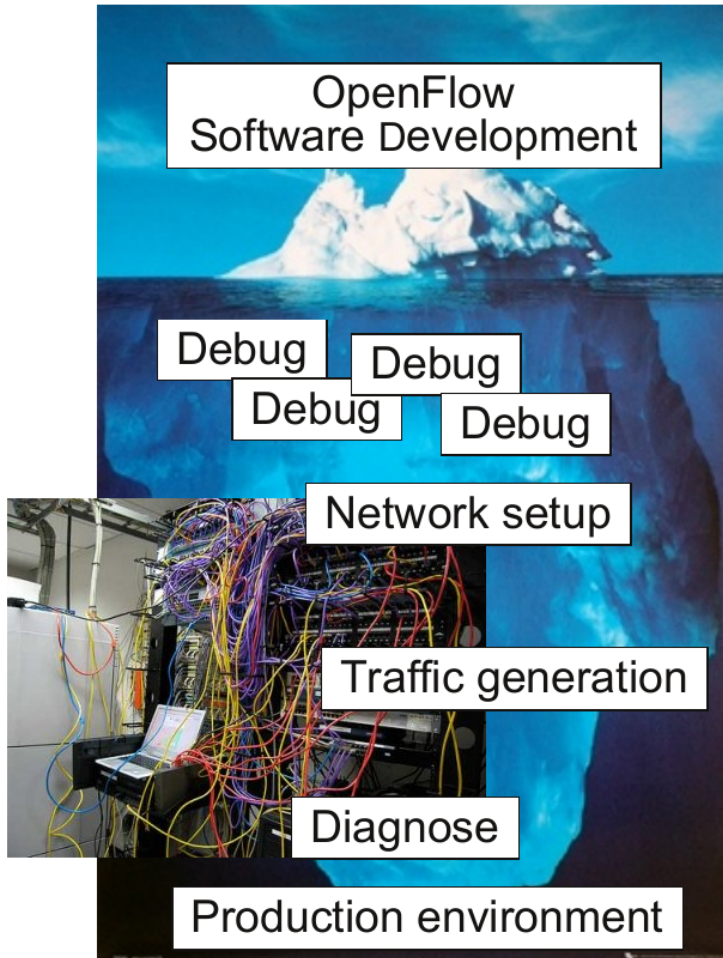 OpenFlow
Software Development
Debug
Debug
Debug
Debug
Network setup
Traffic generation
Diagnose
Production environment